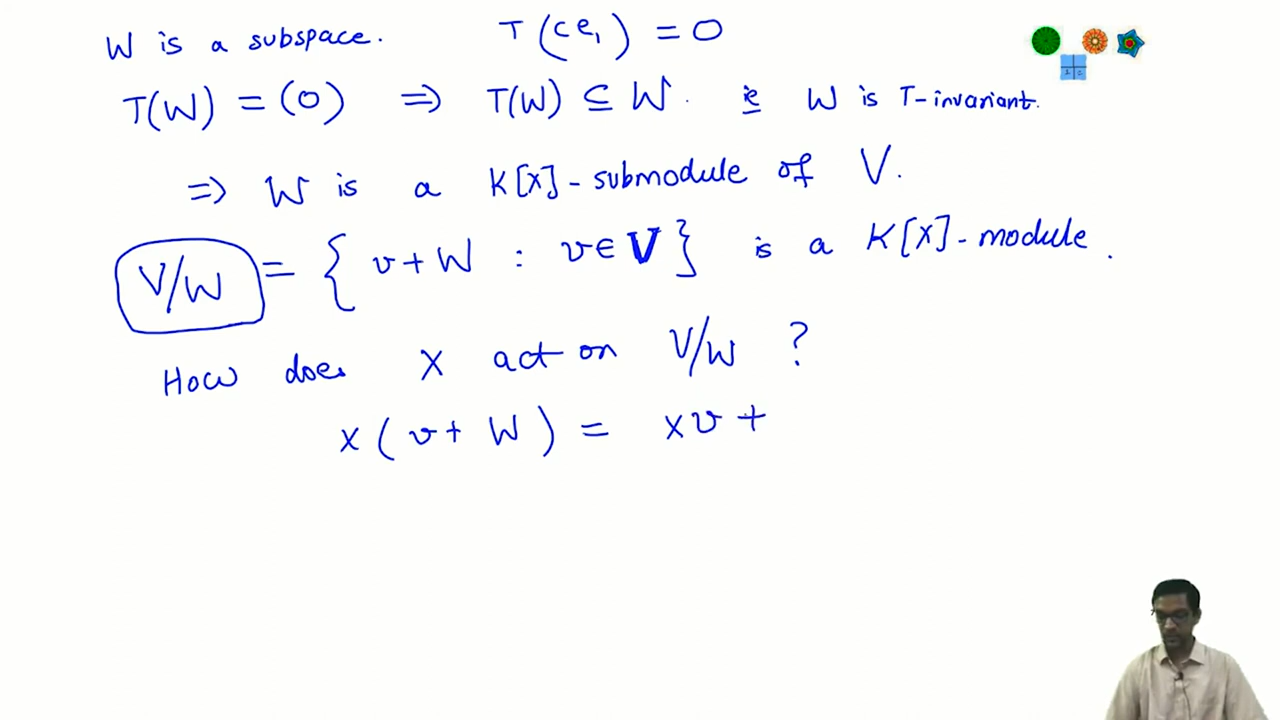 W is a subspace. T(ce₁) = 0
T(W) = (0) ⇒ T(W) ⊆ W. ie W is T-invariant.
⇒ W is a K[X]-submodule of V.
V/W = { v + W : v ∈ V } is a K[X]-module.
How does X act on V/W ?
X(v + W) = Xv +